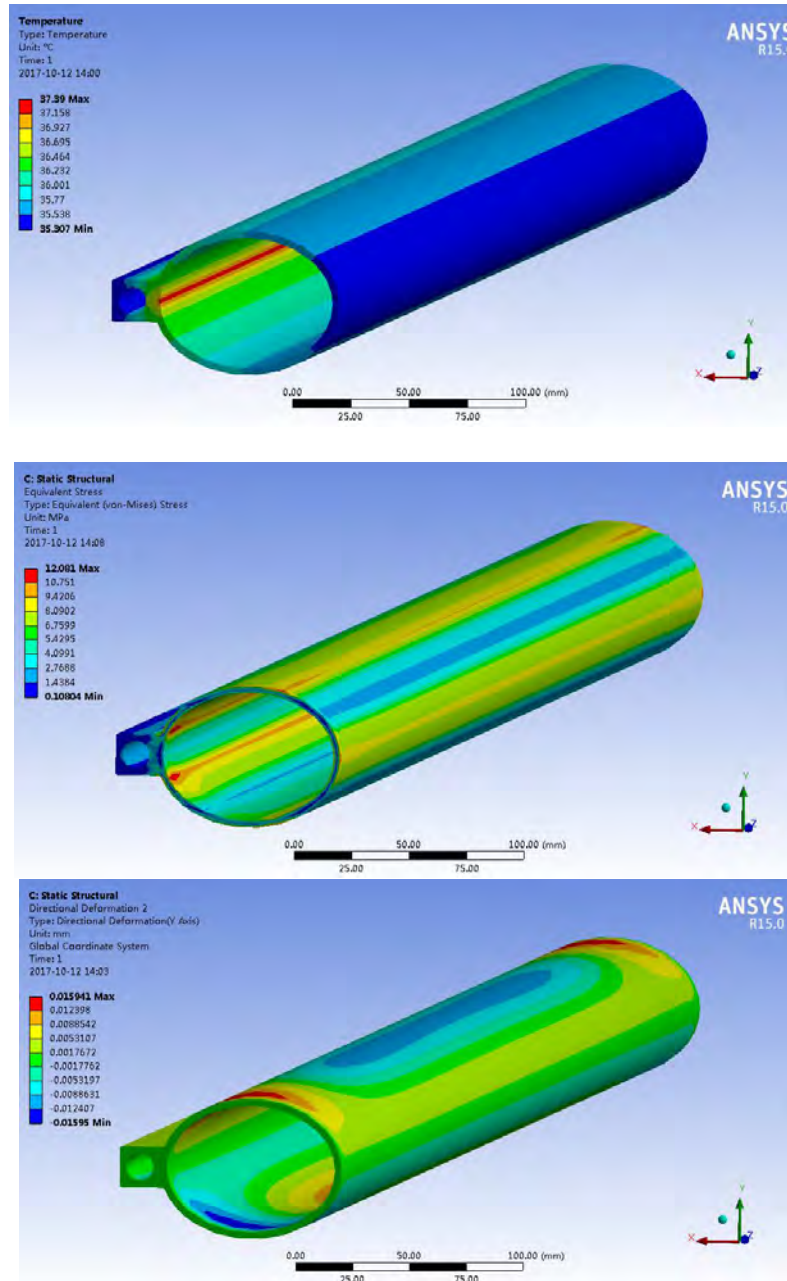 Temperature
Type: Temperature
Unit: °C
Time: 1
2017-10-12 14:00
37.39 Max
37.158
36.927
36.695
36.464
36.232
36.001
35.77
35.538
35.307 Min
ANSYS
R15.0
Y
X
Z
0.00 50.00 100.00 (mm)
25.00 75.00
C: Static Structural
Equivalent Stress
Type: Equivalent (von-Mises) Stress
Unit: MPa
Time: 1
2017-10-12 14:08
12.081 Max
10.751
9.4206
8.0902
6.7599
5.4295
4.0991
2.7688
1.4384
0.10804 Min
ANSYS
R15.0
Y
X
Z
0.00 50.00 100.00 (mm)
25.00 75.00
C: Static Structural
Directional Deformation 2
Type: Directional Deformation(Y Axis)
Unit: mm
Global Coordinate System
Time: 1
2017-10-12 14:03
0.015941 Max
0.012398
0.0088542
0.0053107
0.0017672
-0.0017762
-0.0053197
-0.0088631
-0.012407
-0.01595 Min
ANSYS
R15.0
Y
X
Z
0.00 50.00 100.00 (mm)
25.00 75.00